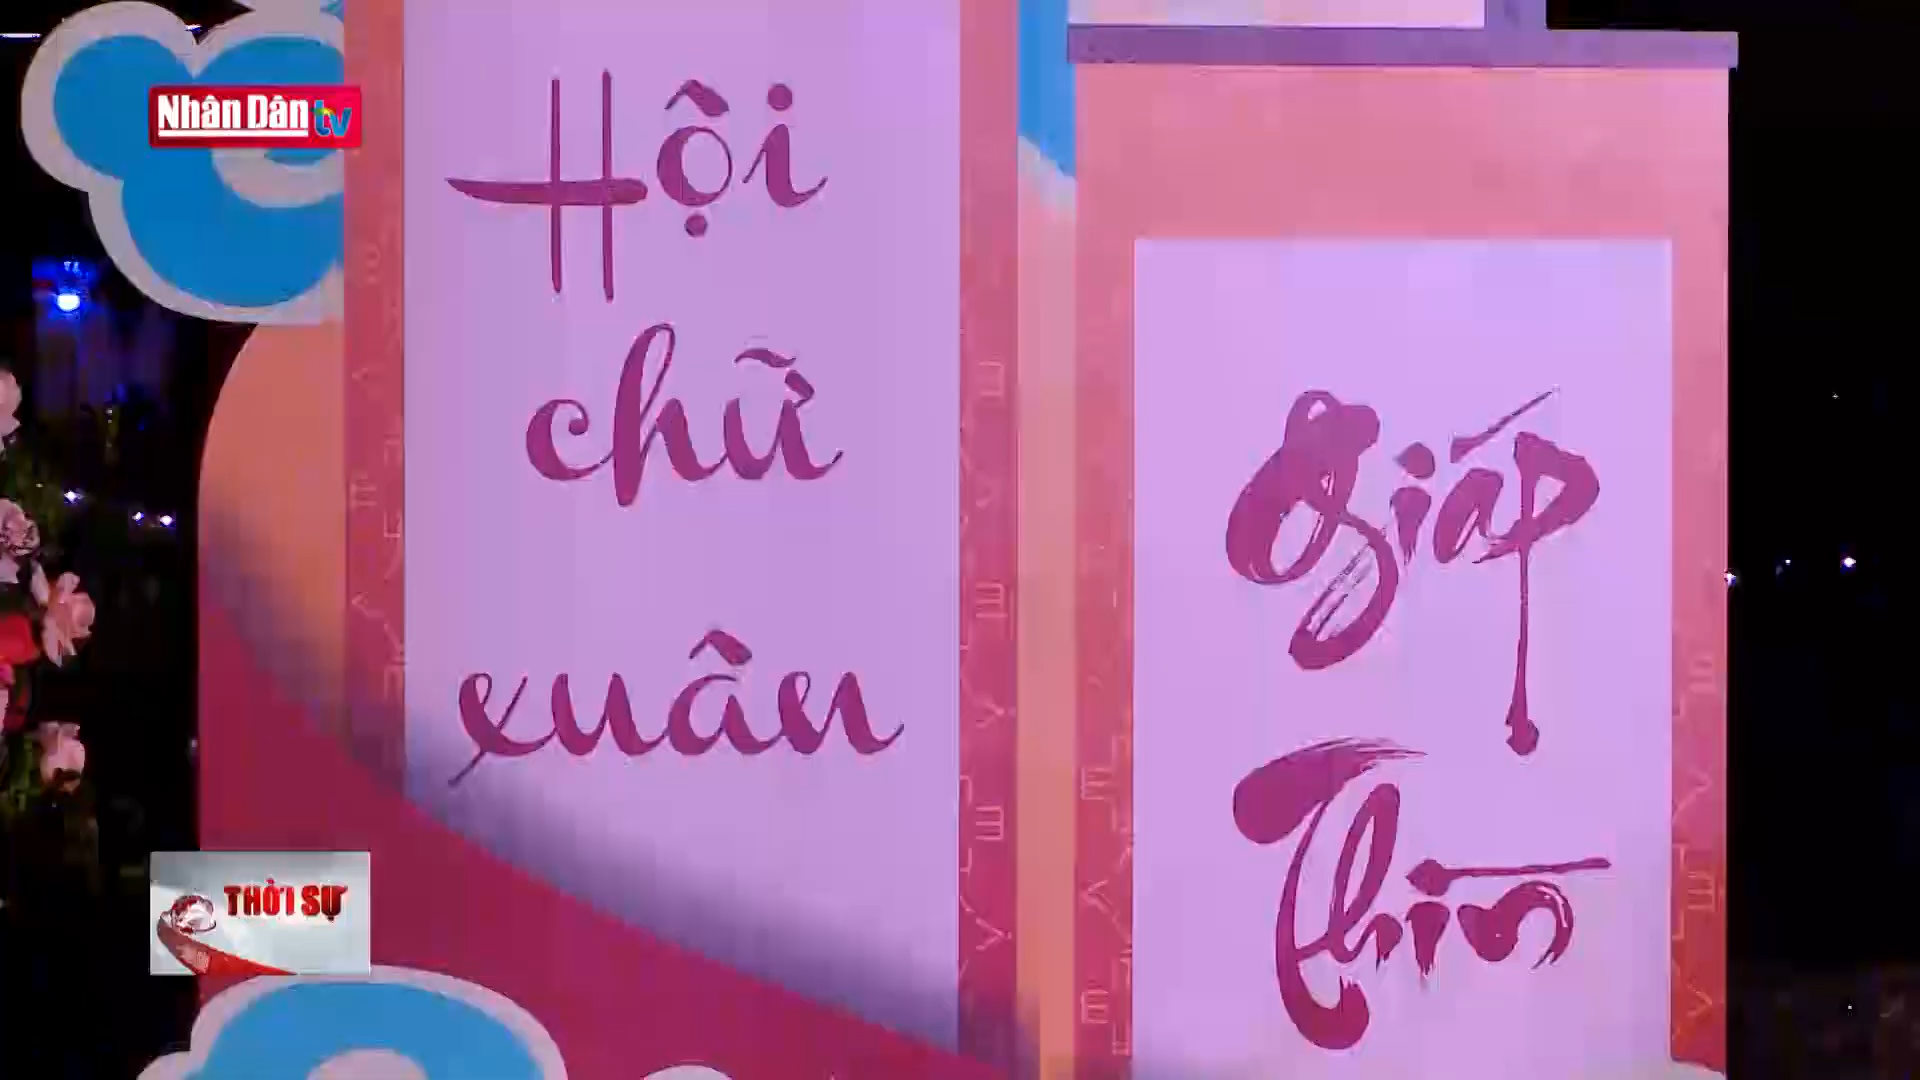 Nhân Dân tv
Hội
chữ
xuân
Giáp
Thìn
THỜI SỰ